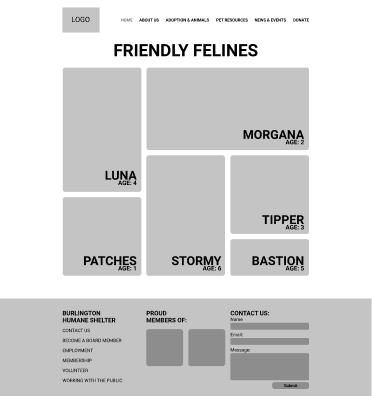 LOGO
HOME ABOUT US ADOPTION & ANIMALS PET RESOURCES NEWS & EVENTS DONATE
FRIENDLY FELINES
MORGANA
AGE: 2
LUNA
AGE: 4
TIPPER
AGE: 3
PATCHES
AGE: 1
STORMY
AGE: 6
BASTION
AGE: 5
BURLINGTON
HUMANE SHELTER
CONTACT US
BECOME A BOARD MEMBER
EMPLOYMENT
MEMBERSHIP
VOLUNTEER
WORKING WITH THE PUBLIC
PROUD
MEMBERS OF:
CONTACT US:
Name
Email:
Message:
Submit